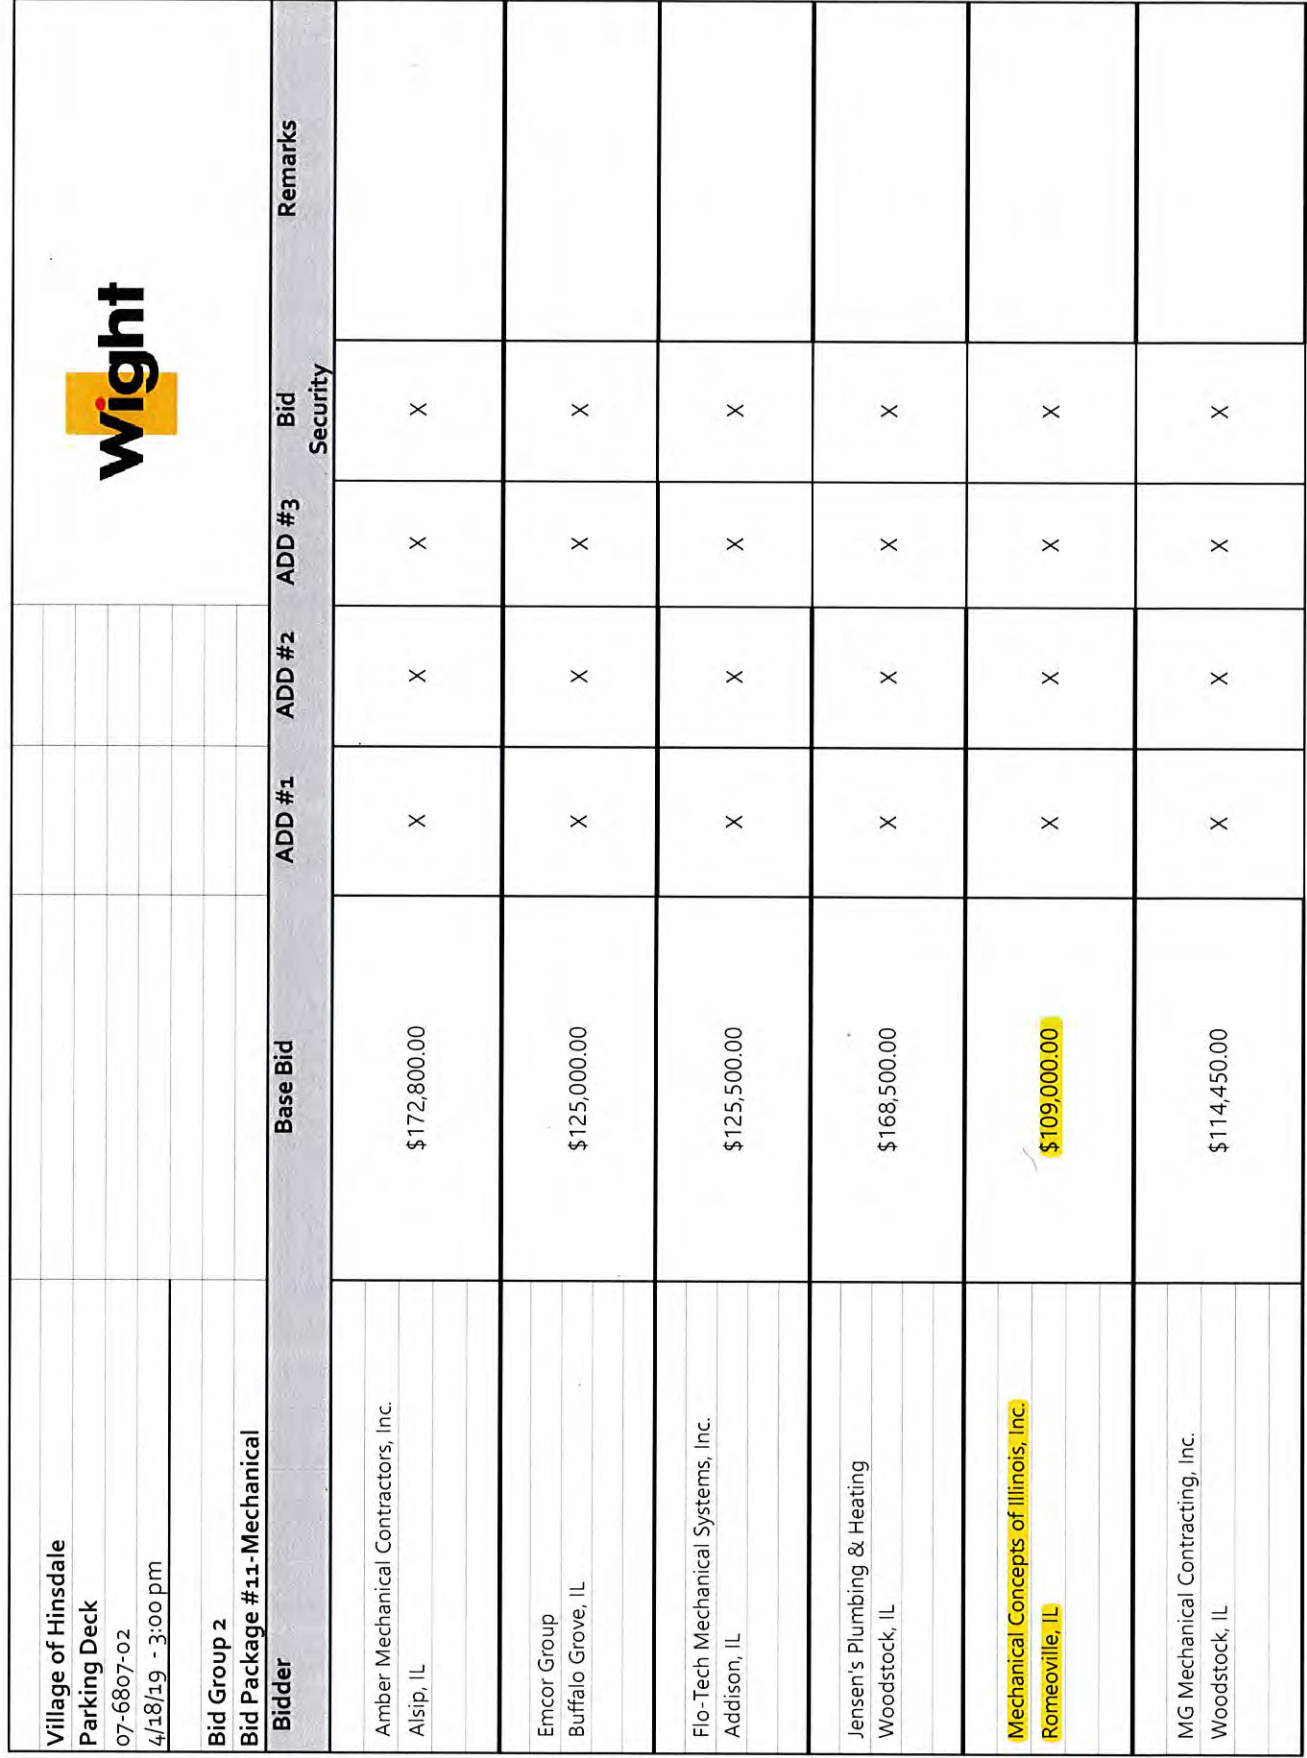 Village of Hinsdale
Parking Deck
07-6807-02
4/18/19 - 3:00 pm
wight
Bid Group 2
Bid Package #11-Mechanical
Bidder Base Bid ADD #1 ADD #2 ADD #3 Bid Security Remarks
Amber Mechanical Contractors, Inc.
Alsip, IL
$172,800.00 X X X X
Emcor Group
Buffalo Grove, IL
$125,000.00 X X X X
Flo-Tech Mechanical Systems, Inc.
Addison, IL
$125,500.00 X X X X
Jensen's Plumbing & Heating
Woodstock, IL
$168,500.00 X X X X
Mechanical Concepts of Illinois, Inc.
Romeoville, IL
$109,000.00 X X X X
MG Mechanical Contracting, Inc.
Woodstock, IL
$114,450.00 X X X X